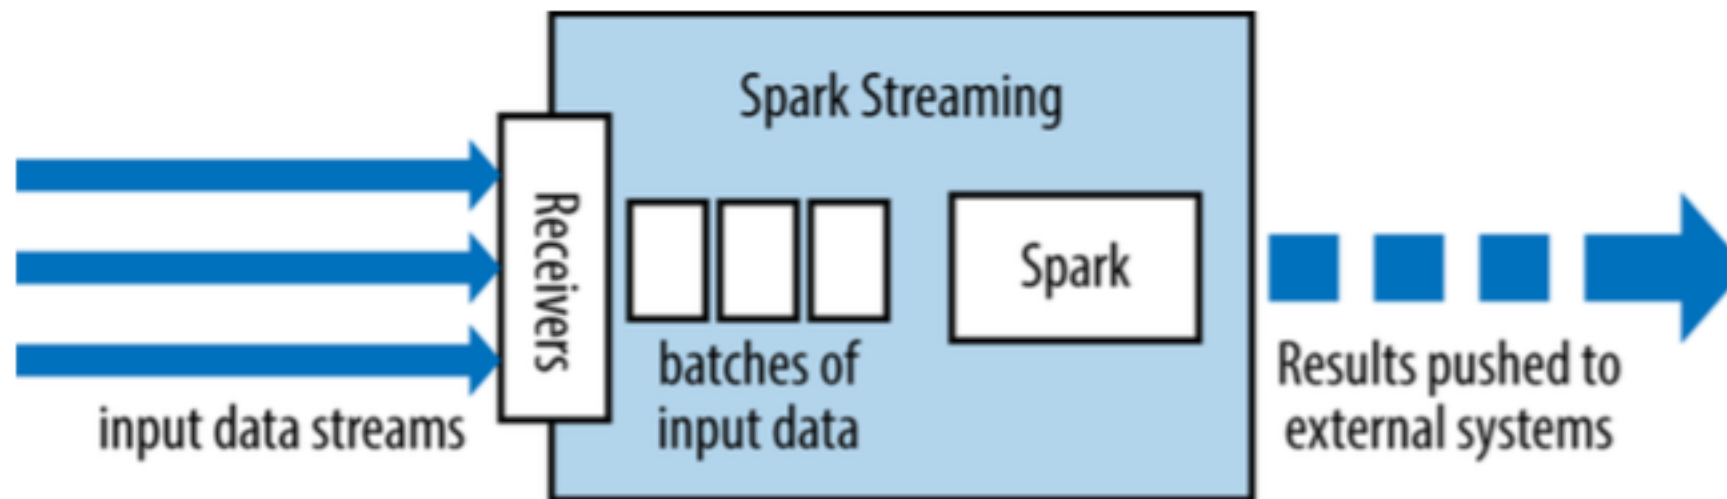 Spark Streaming
Receivers
Spark
batches of
input data
input data streams
Results pushed to
external systems